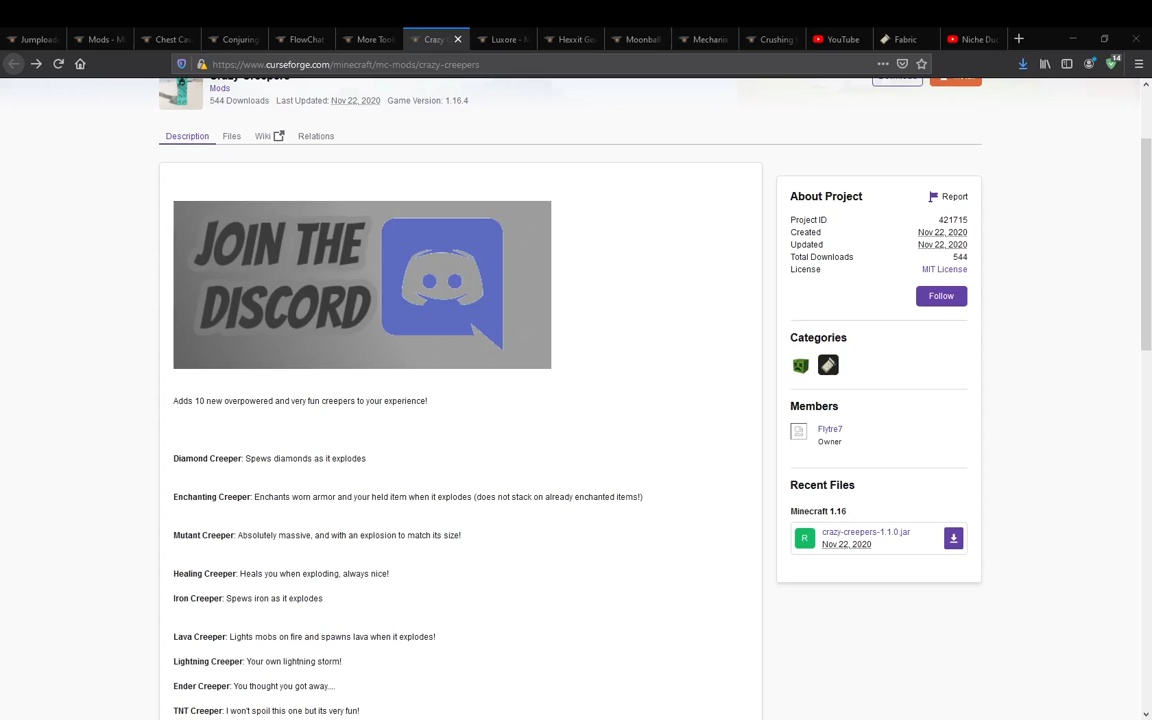 Jumploade
Mods - Mi
Chest Cav
Conjuring
FlowChat
More Tool
Crazy
Luxore - M
Hexxit Ge
Moonball
Mechanim
Crushing
YouTube
Fabric
Niche Duc
https://www.curseforge.com/minecraft/mc-mods/crazy-creepers
14
Crazy Creepers
Mods
544 Downloads Last Updated: Nov 22, 2020 Game Version: 1.16.4
Description Files Wiki Relations
JOIN THE
DISCORD
Adds 10 new overpowered and very fun creepers to your experience!
Diamond Creeper: Spews diamonds as it explodes
Enchanting Creeper: Enchants worn armor and your held item when it explodes (does not stack on already enchanted items!)
Mutant Creeper: Absolutely massive, and with an explosion to match its size!
Healing Creeper: Heals you when exploding, always nice!
Iron Creeper: Spews iron as it explodes
Lava Creeper: Lights mobs on fire and spawns lava when it explodes!
Lightning Creeper: Your own lightning storm!
Ender Creeper: You thought you got away....
TNT Creeper: I won't spoil this one but its very fun!
About Project
Report
Project ID 421715
Created Nov 22, 2020
Updated Nov 22, 2020
Total Downloads 544
License MIT License
Follow
Categories
Members
Flytre7
Owner
Recent Files
Minecraft 1.16
R
crazy-creepers-1.1.0.jar
Nov 22, 2020